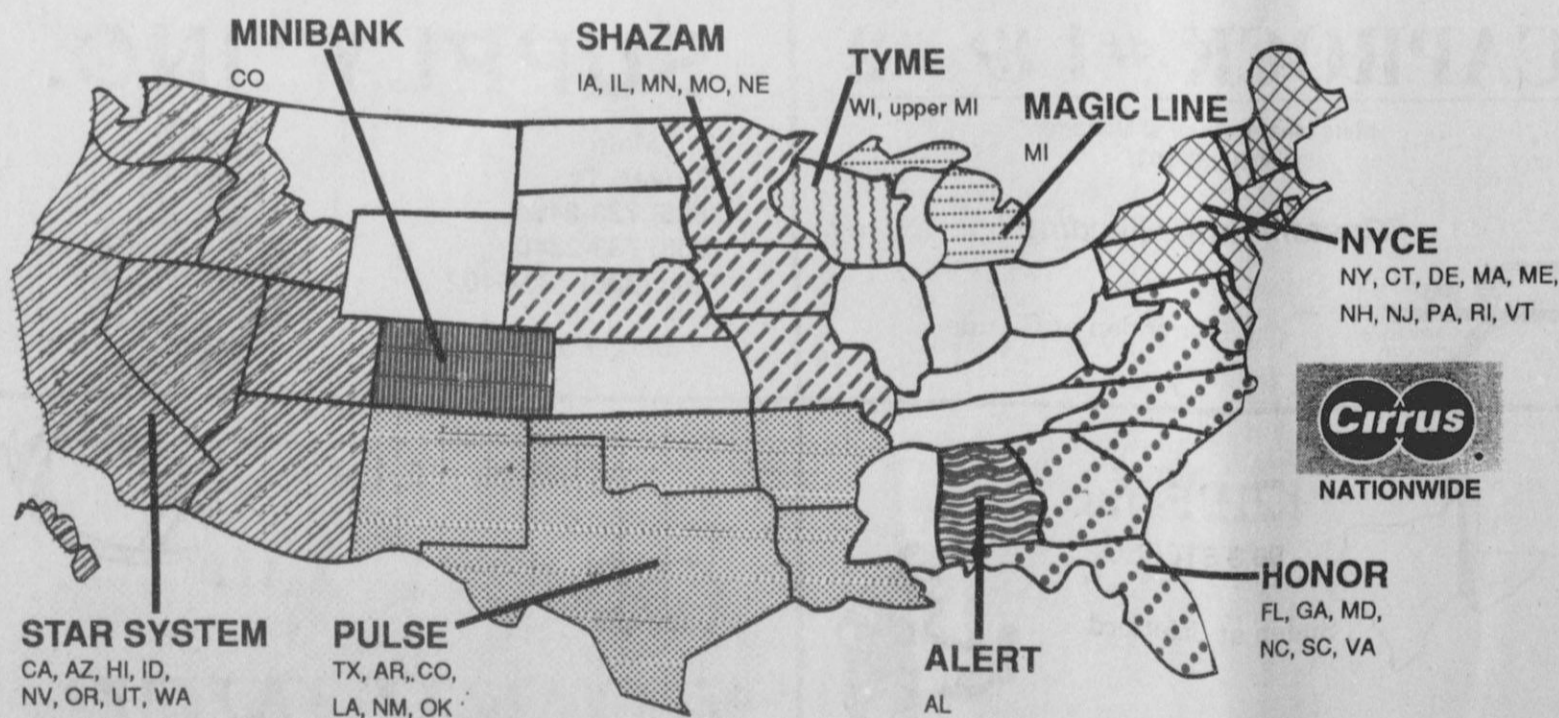 MINIBANK
CO
SHAZAM
IA, IL, MN, MO, NE
TYME
WI, upper MI
MAGIC LINE
MI
NYCE
NY, CT, DE, MA, ME,
NH, NJ, PA, RI, VT
Cirrus
NATIONWIDE
HONOR
FL, GA, MD,
NC, SC, VA
ALERT
AL
PULSE
TX, AR,. CO,
LA, NM, OK
STAR SYSTEM
CA, AZ, HI, ID,
NV, OR, UT, WA